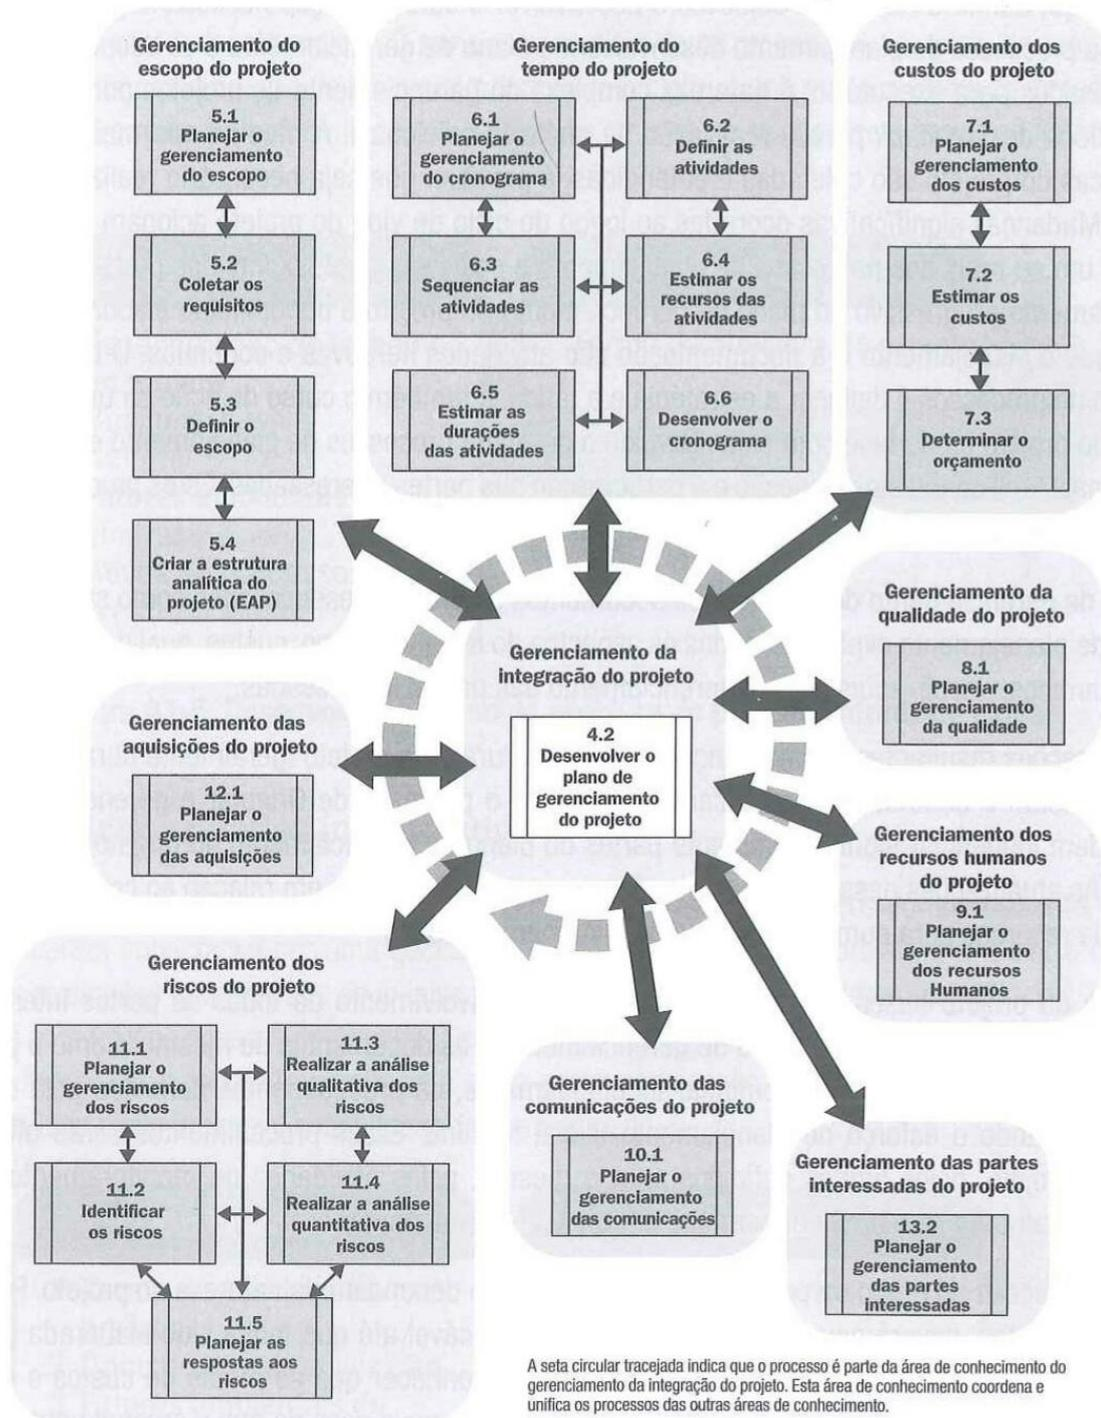 Gerenciamento do
escopo do projeto
5.1
Planejar o
gerenciamento
do escopo
5.2
Coletar os
requisitos
5.3
Definir o
escopo
5.4
Criar a estrutura
analítica do
projeto (EAP)
Gerenciamento do
tempo do projeto
6.1
Planejar o
gerenciamento
do cronograma
6.2
Definir as
atividades
6.3
Sequenciar as
atividades
6.4
Estimar os
recursos das
atividades
6.5
Estimar as
durações
das atividades
6.6
Desenvolver o
cronograma
Gerenciamento dos
custos do projeto
7.1
Planejar o
gerenciamento
dos custos
7.2
Estimar os
custos
7.3
Determinar o
orçamento
Gerenciamento da
qualidade do projeto
8.1
Planejar o
gerenciamento
da qualidade
Gerenciamento da
integração do projeto
4.2
Desenvolver o
plano de
gerenciamento
do projeto
Gerenciamento das
aquisições do projeto
12.1
Planejar o
gerenciamento
das aquisições
Gerenciamento dos
recursos humanos
do projeto
9.1
Planejar o
gerenciamento
dos recursos
Humanos
Gerenciamento dos
riscos do projeto
11.1
Planejar o
gerenciamento
dos riscos
11.3
Realizar a análise
qualitativa dos
riscos
11.2
Identificar
os riscos
11.4
Realizar a análise
quantitativa dos
riscos
11.5
Planejar as
respostas aos
riscos
Gerenciamento das
comunicações do projeto
10.1
Planejar o
gerenciamento
das comunicações
Gerenciamento das partes
interessadas do projeto
13.2
Planejar o
gerenciamento
das partes
interessadas
A seta circular tracejada indica que o processo é parte da área de conhecimento do
gerenciamento da integração do projeto. Esta área de conhecimento coordena e
unifica os processos das outras áreas de conhecimento.